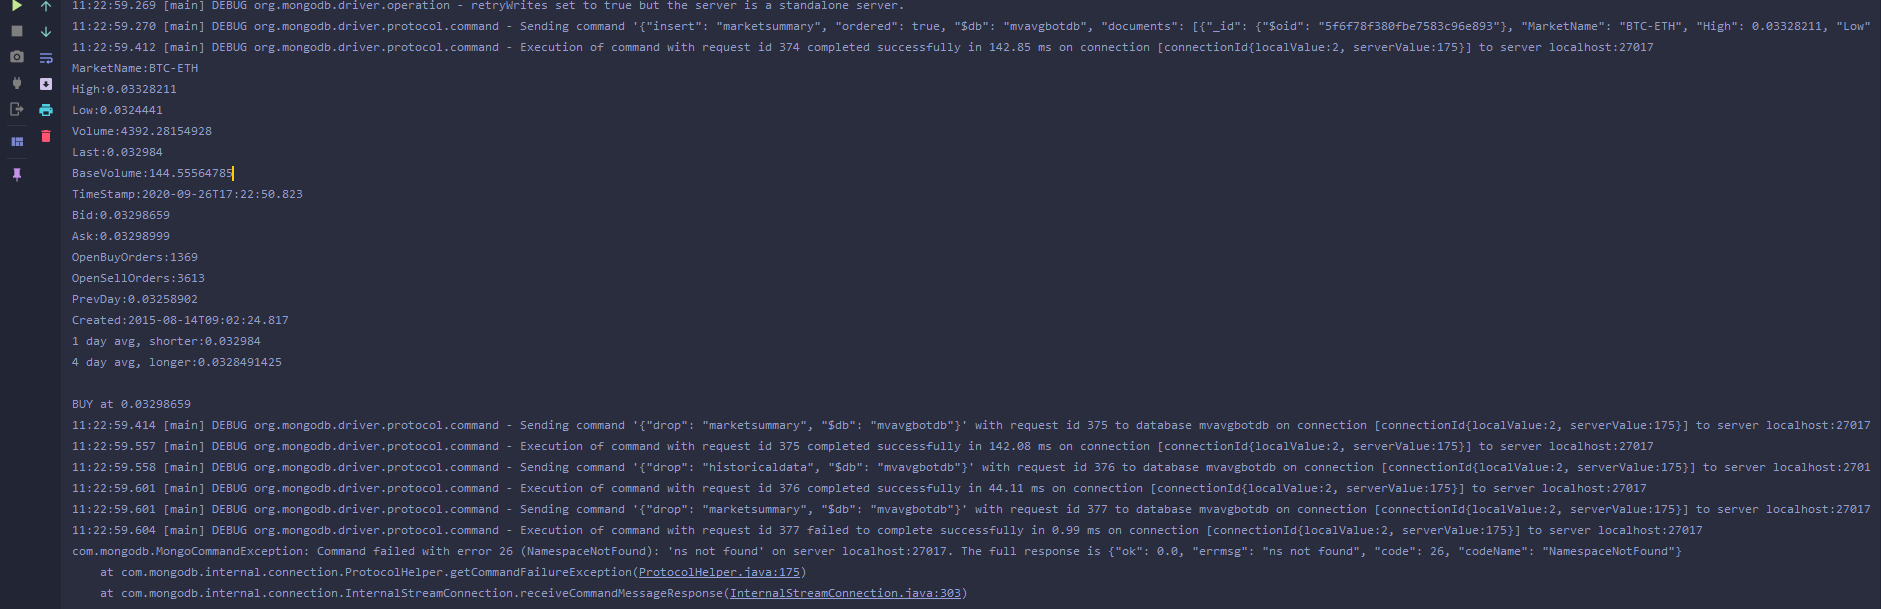 11:22:59.269 [main] DEBUG org.mongodb.driver.operation - retryWrites set to true but the server is a standalone server.
11:22:59.270 [main] DEBUG org.mongodb.driver.protocol.command - Sending command '{"insert": "marketsummary", "ordered": true, "$db": "mvavgbotdb", "documents": [{"_id": {"$oid": "5f6f78f380fbe7583c96e893"}, "MarketName": "BTC-ETH", "High": 0.03328211, "Low"
11:22:59.412 [main] DEBUG org.mongodb.driver.protocol.command - Execution of command with request id 374 completed successfully in 142.85 ms on connection [connectionId{localValue:2, serverValue:175}] to server localhost:27017
MarketName:BTC-ETH
High:0.03328211
Low:0.0324441
Volume:4392.28154928
Last:0.032984
BaseVolume:144.55564785
TimeStamp:2020-09-26T17:22:50.823
Bid:0.03298659
Ask:0.03298999
OpenBuyOrders:1369
OpenSellOrders:3613
PrevDay:0.03258902
Created:2015-08-14T09:02:24.817
1 day avg, shorter:0.032984
4 day avg, longer:0.0328491425
BUY at 0.03298659
11:22:59.414 [main] DEBUG org.mongodb.driver.protocol.command - Sending command '{"drop": "marketsummary", "$db": "mvavgbotdb"}' with request id 375 to database mvavgbotdb on connection [connectionId{localValue:2, serverValue:175}] to server localhost:27017
11:22:59.557 [main] DEBUG org.mongodb.driver.protocol.command - Execution of command with request id 375 completed successfully in 142.08 ms on connection [connectionId{localValue:2, serverValue:175}] to server localhost:27017
11:22:59.558 [main] DEBUG org.mongodb.driver.protocol.command - Sending command '{"drop": "historicaldata", "$db": "mvavgbotdb"}' with request id 376 to database mvavgbotdb on connection [connectionId{localValue:2, serverValue:175}] to server localhost:2701
11:22:59.601 [main] DEBUG org.mongodb.driver.protocol.command - Execution of command with request id 376 completed successfully in 44.11 ms on connection [connectionId{localValue:2, serverValue:175}] to server localhost:27017
11:22:59.601 [main] DEBUG org.mongodb.driver.protocol.command - Sending command '{"drop": "marketsummary", "$db": "mvavgbotdb"}' with request id 377 to database mvavgbotdb on connection [connectionId{localValue:2, serverValue:175}] to server localhost:27017
11:22:59.604 [main] DEBUG org.mongodb.driver.protocol.command - Execution of command with request id 377 failed to complete successfully in 0.99 ms on connection [connectionId{localValue:2, serverValue:175}] to server localhost:27017
com.mongodb.MongoCommandException: Command failed with error 26 (NamespaceNotFound): 'ns not found' on server localhost:27017. The full response is {"ok": 0.0, "errmsg": "ns not found", "code": 26, "codeName": "NamespaceNotFound"}
at com.mongodb.internal.connection.ProtocolHelper.getCommandFailureException(ProtocolHelper.java:175)
at com.mongodb.internal.connection.InternalStreamConnection.receiveCommandMessageResponse(InternalStreamConnection.java:303)